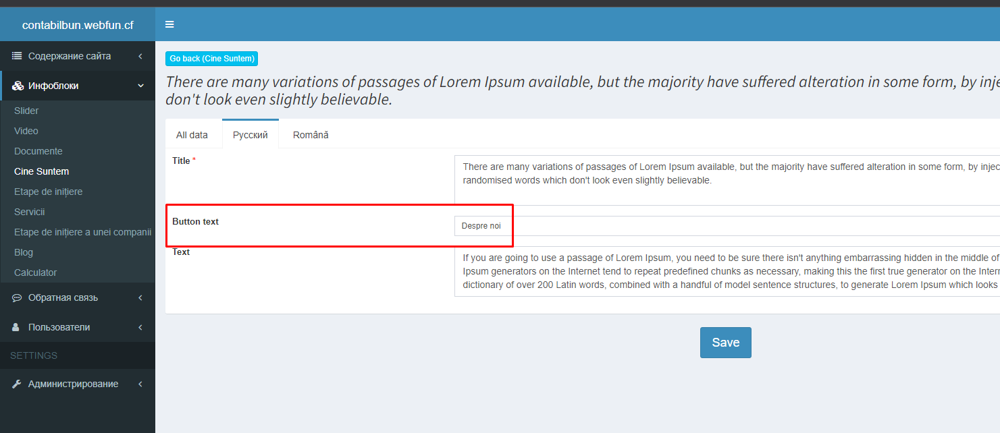 contabilbun.webfun.cf
Содержание сайта
Инфоблоки
Slider
Video
Documente
Cine Suntem
Etape de inițiere
Servicii
Etape de inițiere a unei companii
Blog
Calculator
Обратная связь
Пользователи
SETTINGS
Администрирование
Go back (Cine Suntem)
There are many variations of passages of Lorem Ipsum available, but the majority have suffered alteration in some form, by inje
don't look even slightly believable.
All data
Русский
Română
Title *
There are many variations of passages of Lorem Ipsum available, but the majority have suffered alteration in some form, by injec
randomised words which don't look even slightly believable.
Button text
Despre noi
Text
If you are going to use a passage of Lorem Ipsum, you need to be sure there isn't anything embarrassing hidden in the middle of
Ipsum generators on the Internet tend to repeat predefined chunks as necessary, making this the first true generator on the Intern
dictionary of over 200 Latin words, combined with a handful of model sentence structures, to generate Lorem Ipsum which looks
Save